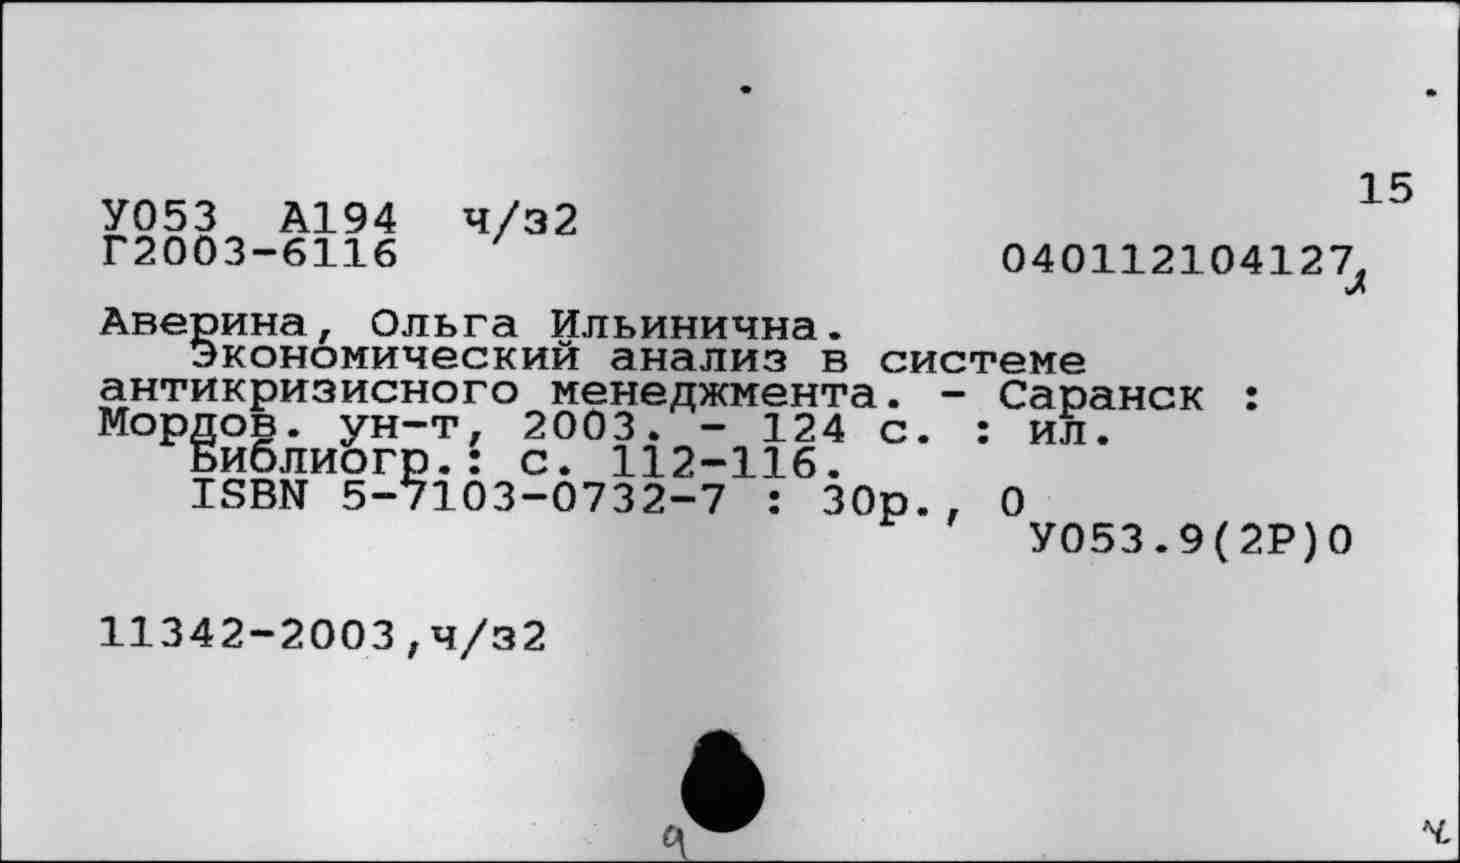 15
У053 А194 ч/з2
Г2003-6116
040112104127
Аверина, Ольга Ильинична.
Экономический анализ в системе
антикризисного менеджмента. - Саранск :
Мордов. ун-т, 2003. - 124 с. : ил.
Библиогр.: с. 112-116.
ISBN 5-7103-0732-7 : 30р., 0
У053.9(2Р)0
11342-2003,ч/з2